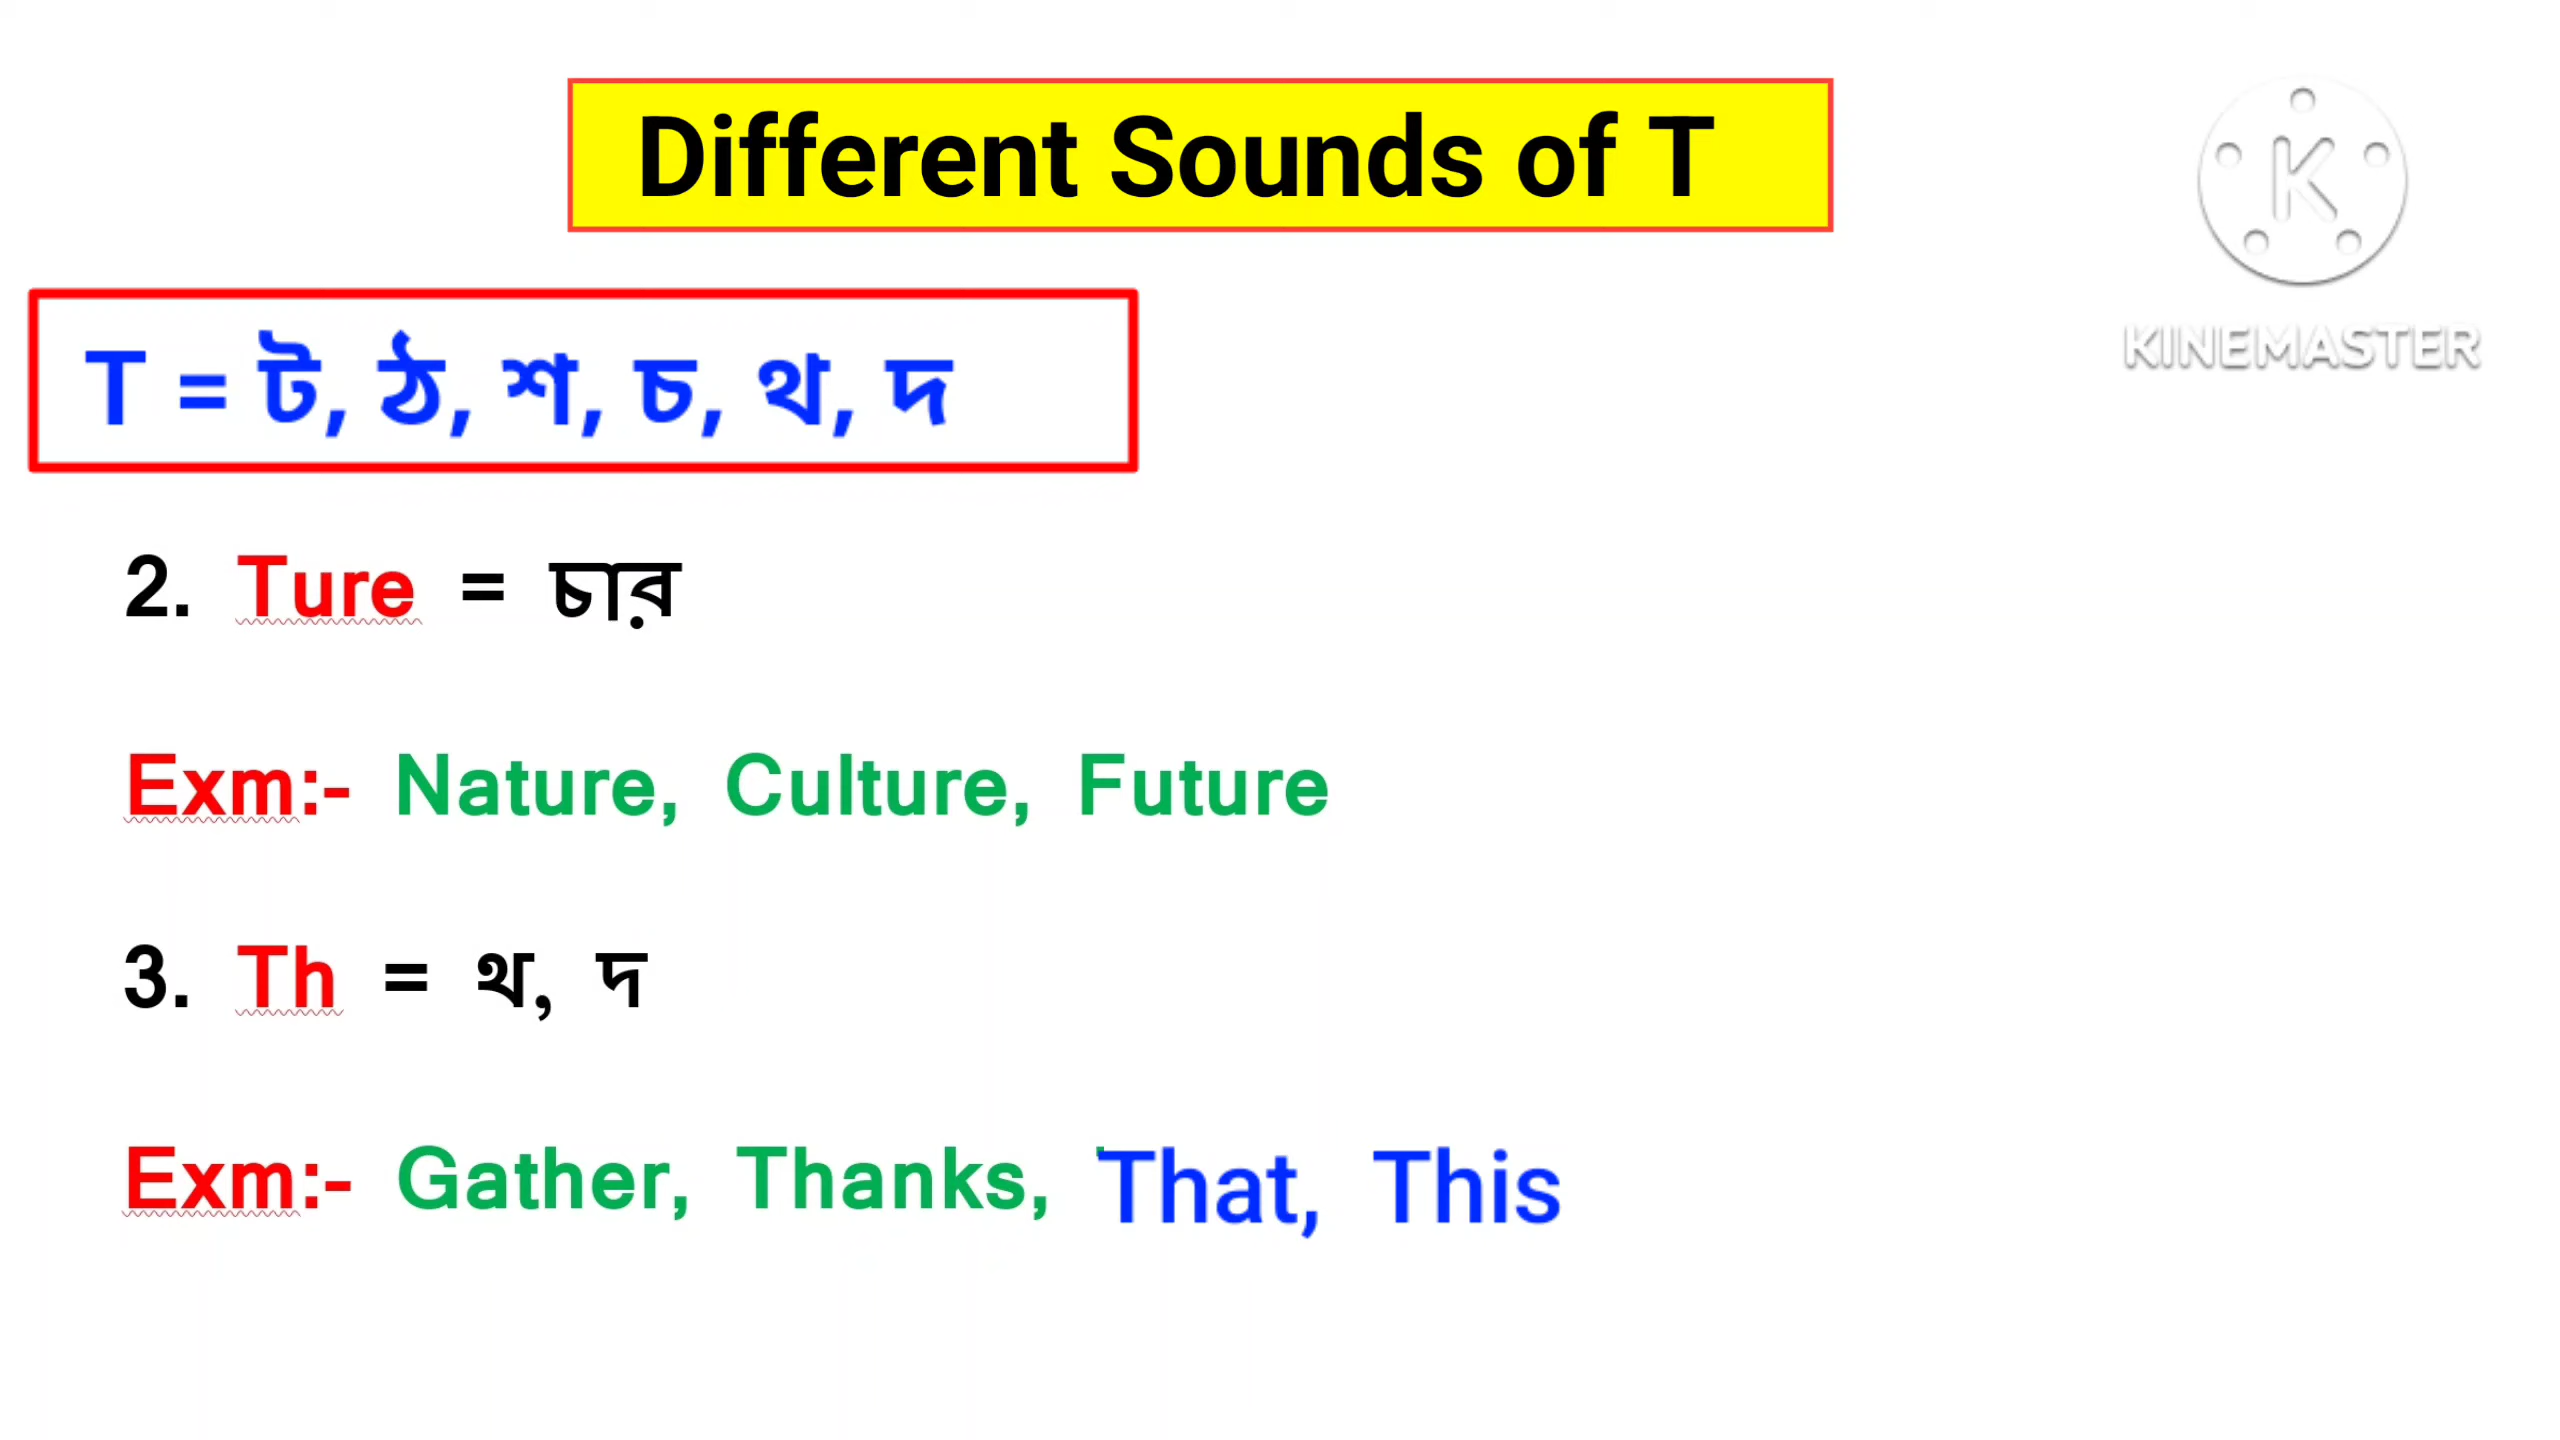 Different Sounds of T
KINEMASTER
T = ট, ঠ, শ, চ, থ, দ
2. Ture = চার
Exm:- Nature, Culture, Future
3. Th = থ, দ
Exm:- Gather, Thanks, That, This